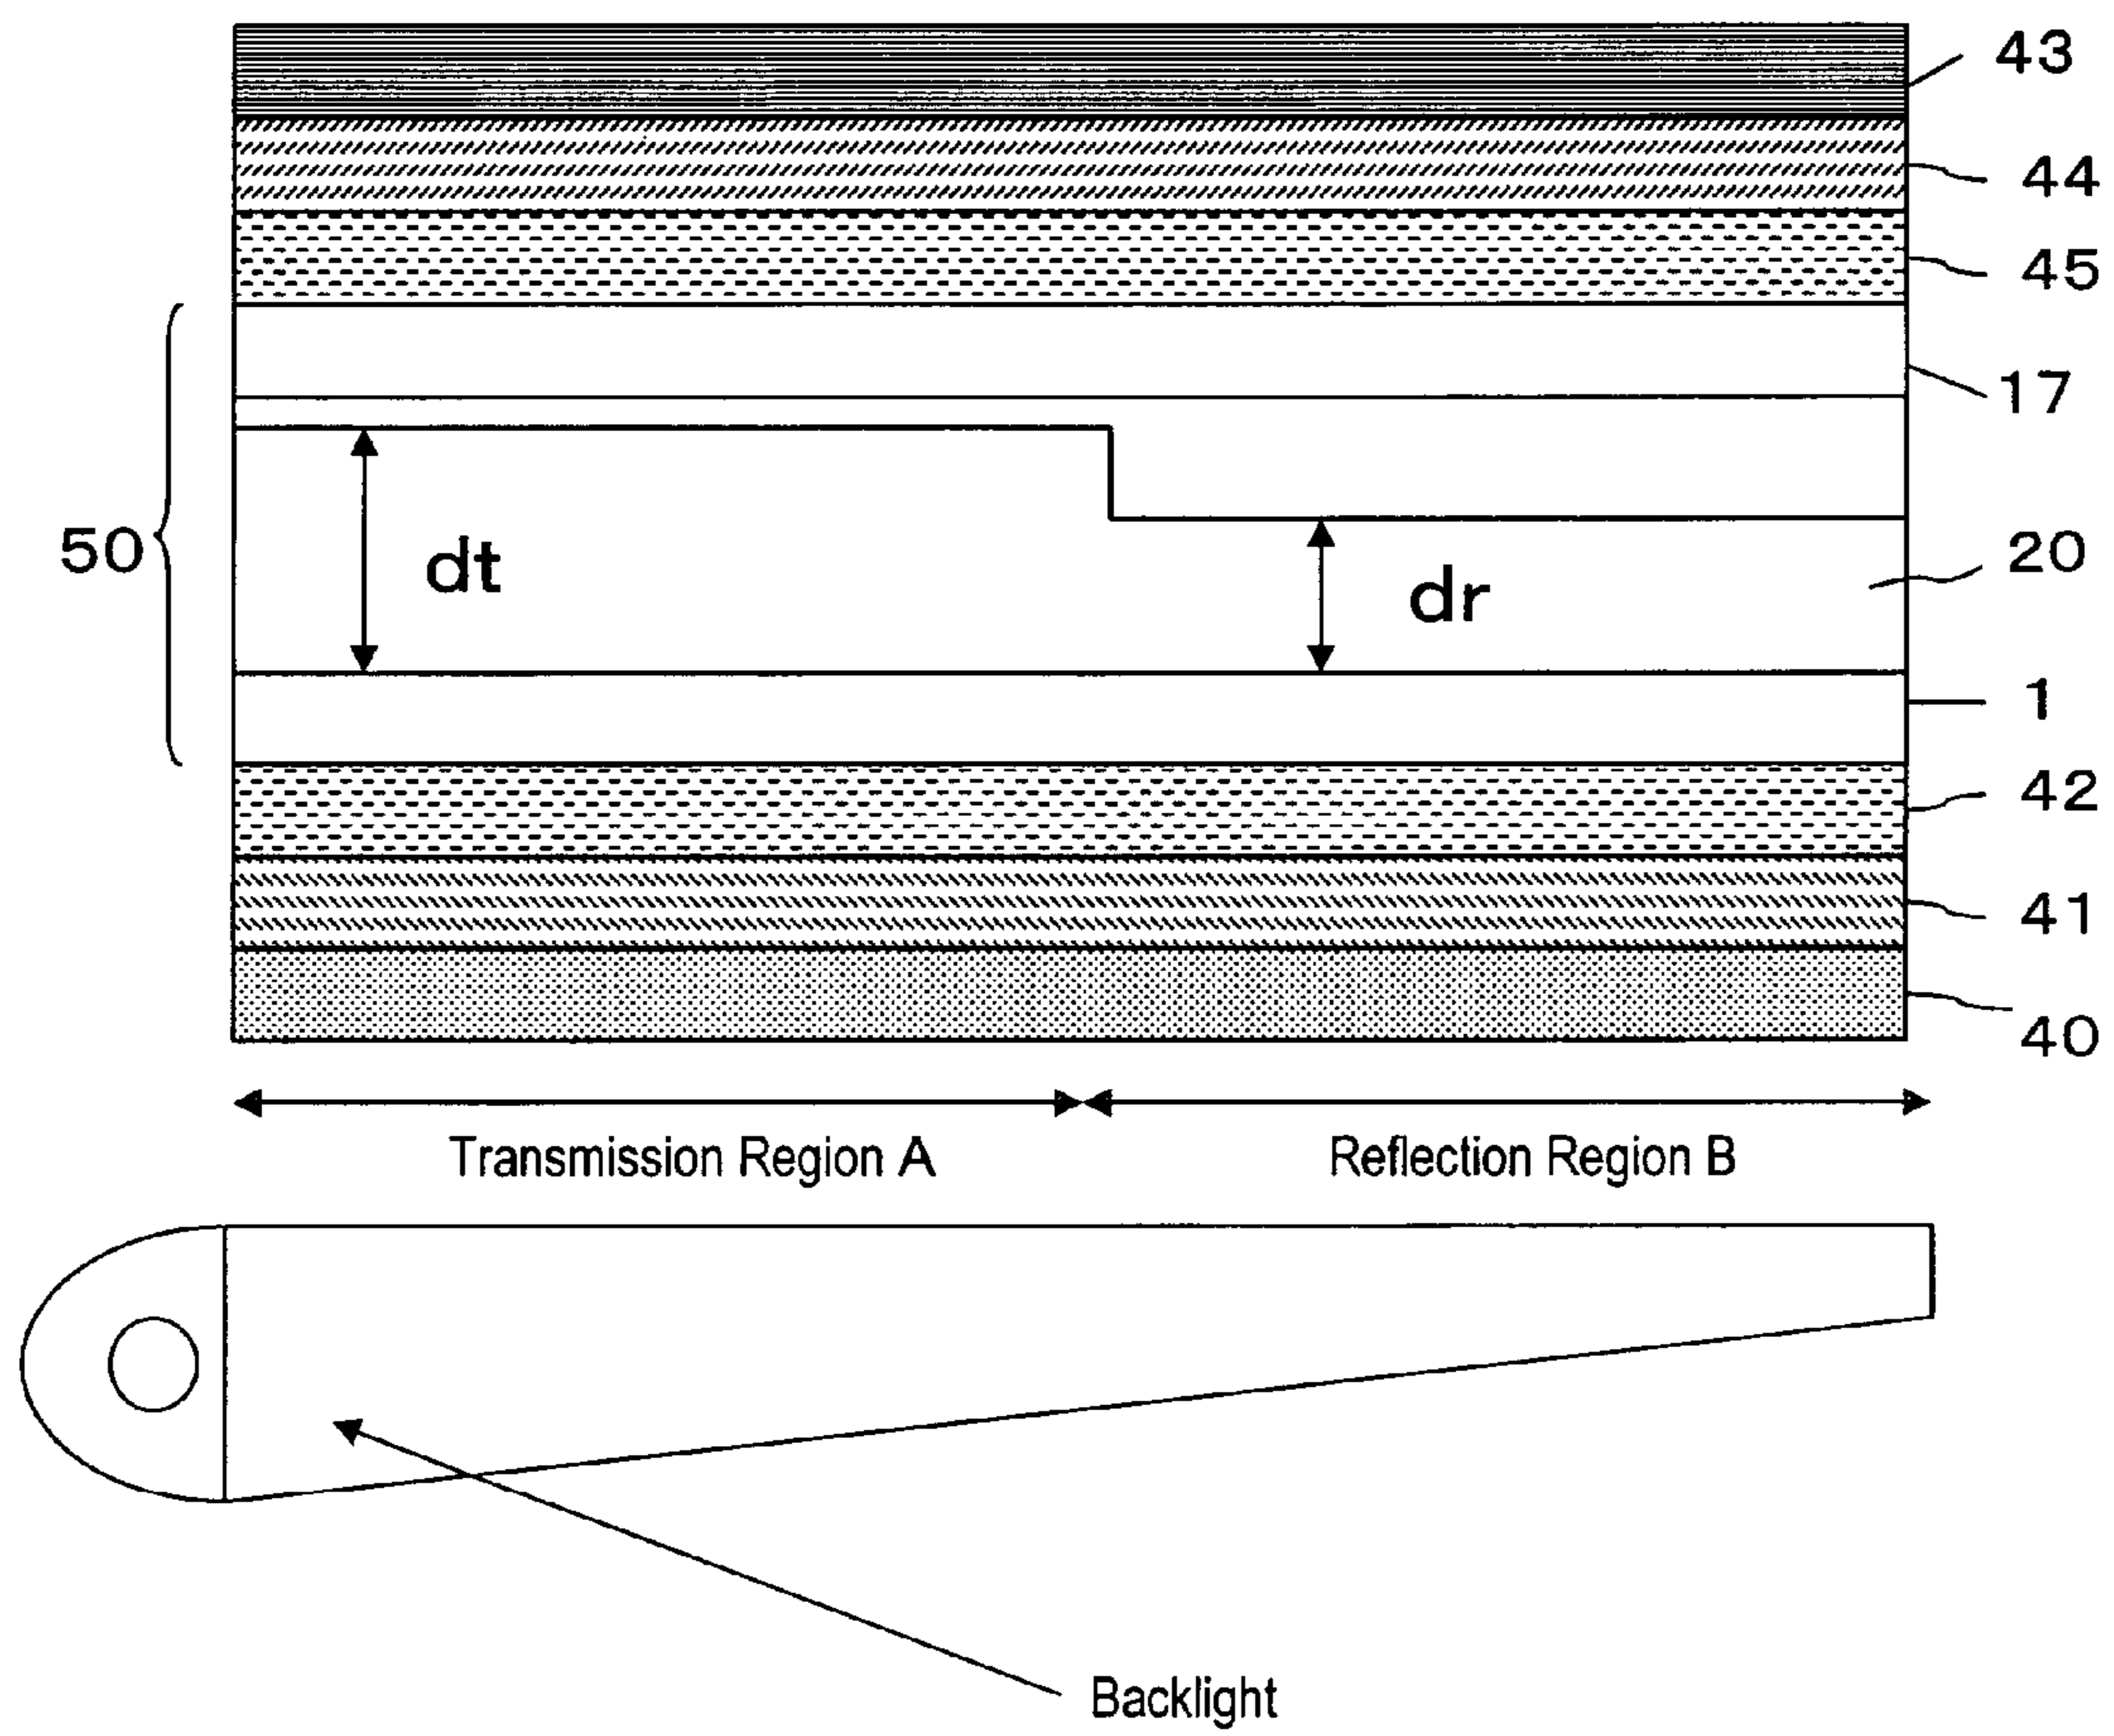 43
44
45
17
50
dt
dr
20
1
42
41
40
Transmission Region A
Reflection Region B
Backlight